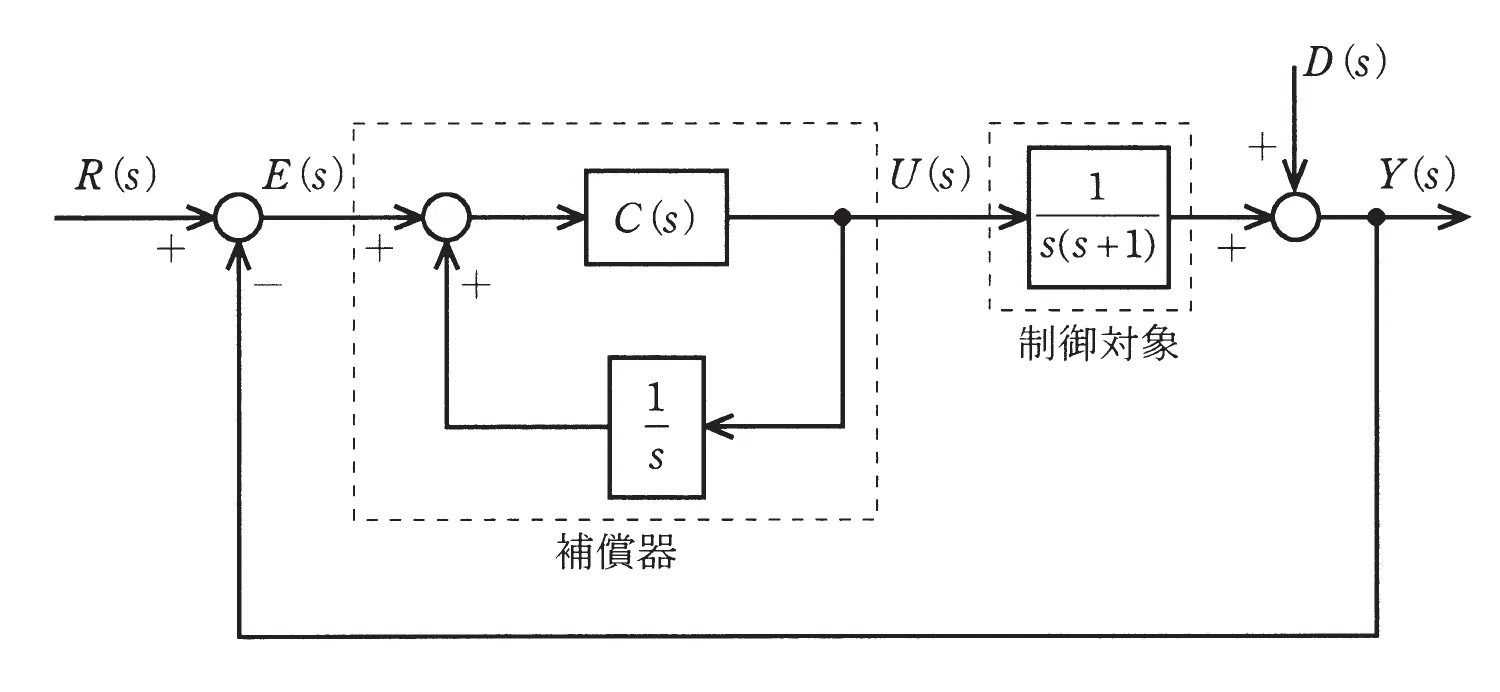 D(s)
R(s)
E(s)
U(s)
Y(s)
+
+
+
+
−
+
C(s)
1
s(s+1)
制御対象
1
s
補償器